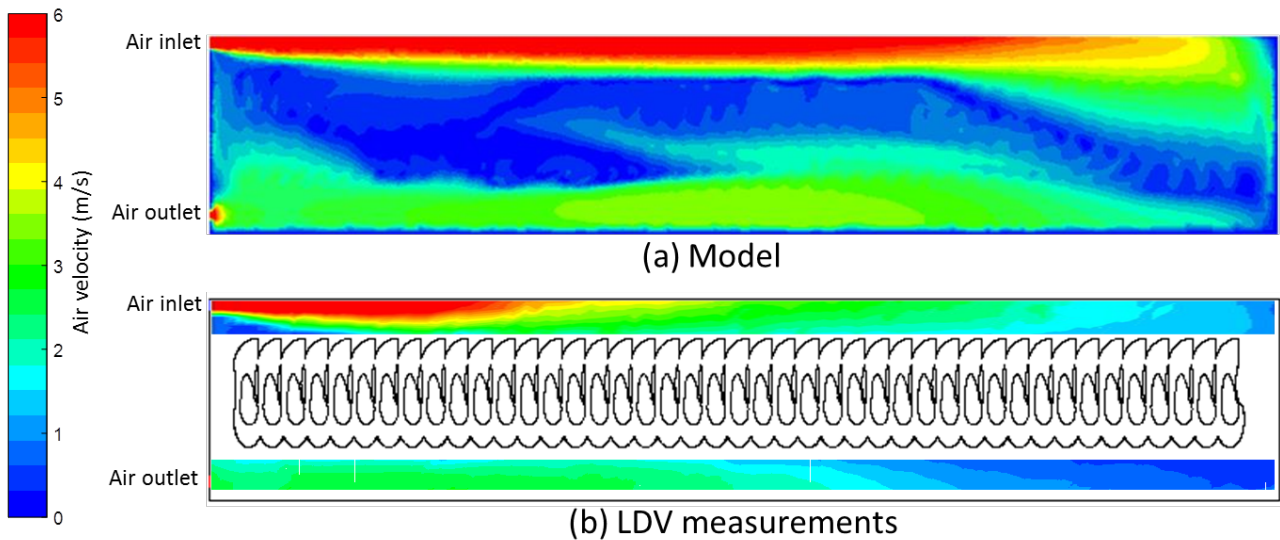 6
5
4
3
2
1
0
Air velocity (m/s)
Air inlet
Air outlet
(a) Model
Air inlet
Air outlet
(b) LDV measurements